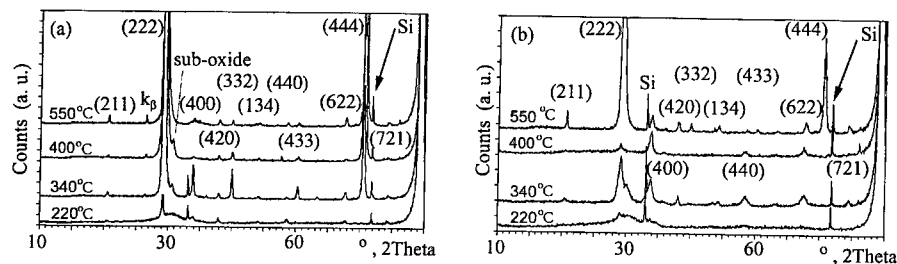 (a)
(222)
(444)
Si
sub-oxide
(332) (440)
(211) kβ (400) (134) (622)
550°C
(420) (433) (721)
400°C
340°C
220°C
10 30 60 °, 2Theta
Counts (a. u.)
(b)
(222)
(444)
Si
Si
(332) (433)
(211)
(420) (134) (622)
550°C
400°C
(400) (440) (721)
340°C
220°C
10 30 60 °, 2Theta
Counts (a. u.)